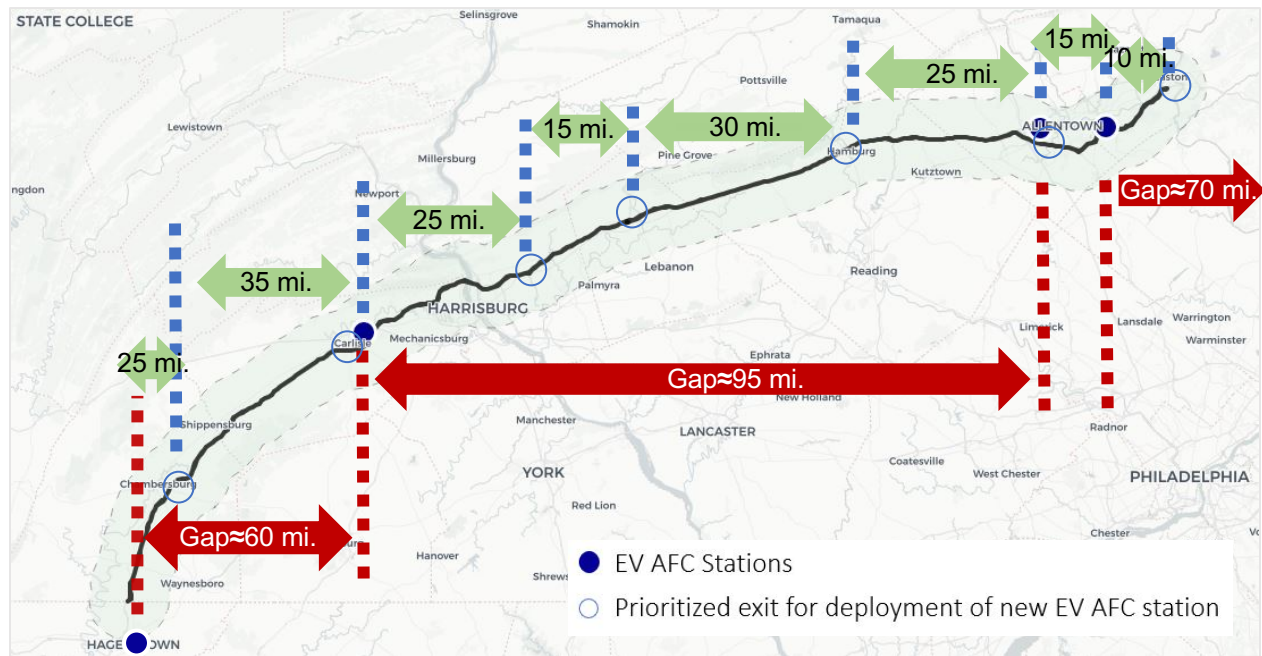 STATE COLLEGE
Selinsgrove
Shamokin
Tamaqua
15 mi.
10 mi.
25 mi.
Pottsville
Lewistown
15 mi.
30 mi.
ALLENTOWN
Millersburg
Pine Grove
Hamburg
Kutztown
Newport
Gap≈70 mi.
25 mi.
Lebanon
Reading
35 mi.
Palmyra
HARRISBURG
Carlisle
Mechanicsburg
Limerick
Lansdale
Warrington
Warminster
25 mi.
Ephrata
Gap≈95 mi.
New Holland
Shippensburg
Manchester
LANCASTER
Radnor
YORK
Coatesville
West Chester
PHILADELPHIA
Chambersburg
Red Lion
Gap≈60 mi.
Chester
Hanover
Waynesboro
EV AFC Stations
Prioritized exit for deployment of new EV AFC station